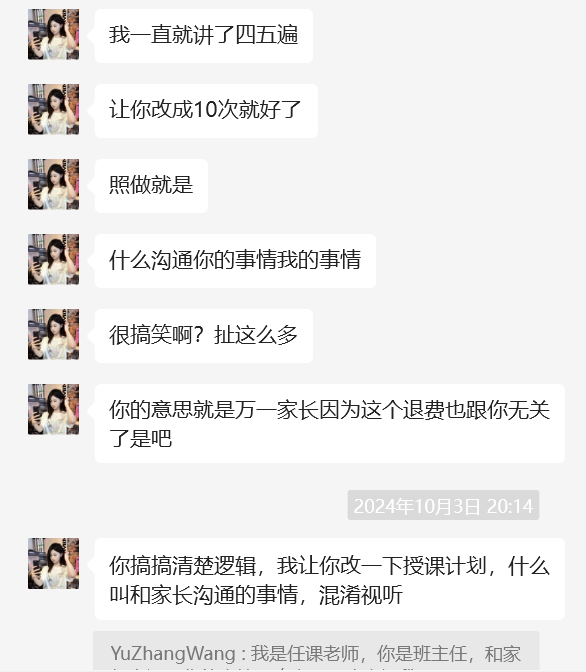 我一直就讲了四五遍
让你改成10次就好了
照做就是
什么沟通你的事情我的事情
很搞笑啊？扯这么多
你的意思就是万一家长因为这个退费也跟你无关
了是吧
2024年10月3日 20:14
你搞搞清楚逻辑，我让你改一下授课计划，什么
叫和家长沟通的事情，混淆视听
YuZhangWang : 我是任课老师，你是班主任，和家